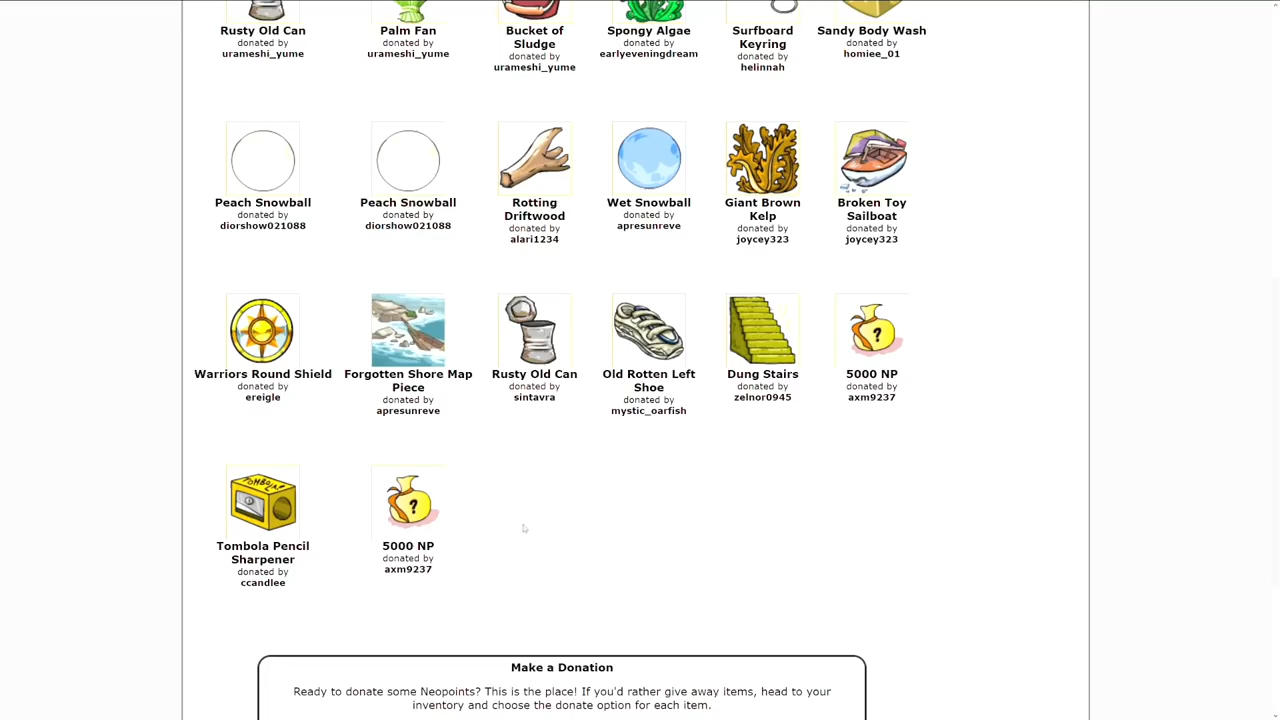 Rusty Old Can
donated by
urameshi_yume
Palm Fan
donated by
urameshi_yume
Bucket of
Sludge
donated by
urameshi_yume
Spongy Algae
donated by
earlyeveningdream
Surfboard
Keyring
donated by
helinnah
Sandy Body Wash
donated by
homiee_01
Peach Snowball
donated by
diorshow021088
Peach Snowball
donated by
diorshow021088
Rotting
Driftwood
donated by
alari1234
Wet Snowball
donated by
apresunreve
Giant Brown
Kelp
donated by
joycey323
Broken Toy
Sailboat
donated by
joycey323
Warriors Round Shield
donated by
ereigle
Forgotten Shore Map
Piece
donated by
apresunreve
Rusty Old Can
donated by
sintavra
Old Rotten Left
Shoe
donated by
mystic_oarfish
Dung Stairs
donated by
zelnor0945
?
5000 NP
donated by
axm9237
TOMBOLA!
Tombola Pencil
Sharpener
donated by
ccandlee
?
5000 NP
donated by
axm9237
Make a Donation
Ready to donate some Neopoints? This is the place! If you'd rather give away items, head to your
inventory and choose the donate option for each item.